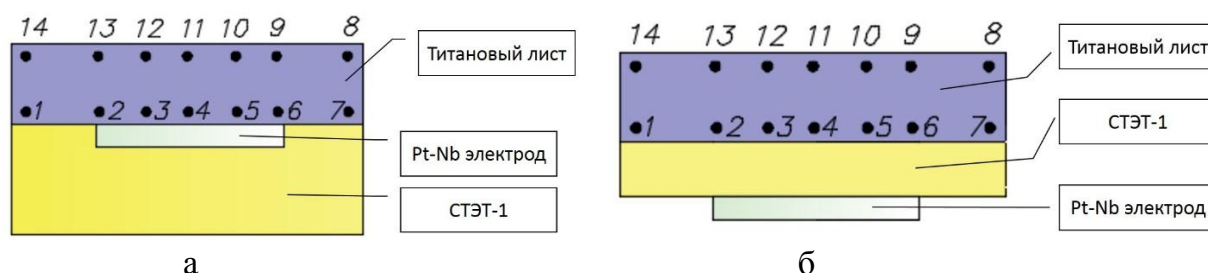 14 13 12 11 10 9 8
1 2 3 4 5 6 7
Титановый лист
Pt-Nb электрод
СТЭТ-1
а
14 13 12 11 10 9 8
1 2 3 4 5 6 7
Титановый лист
СТЭТ-1
Pt-Nb электрод
б